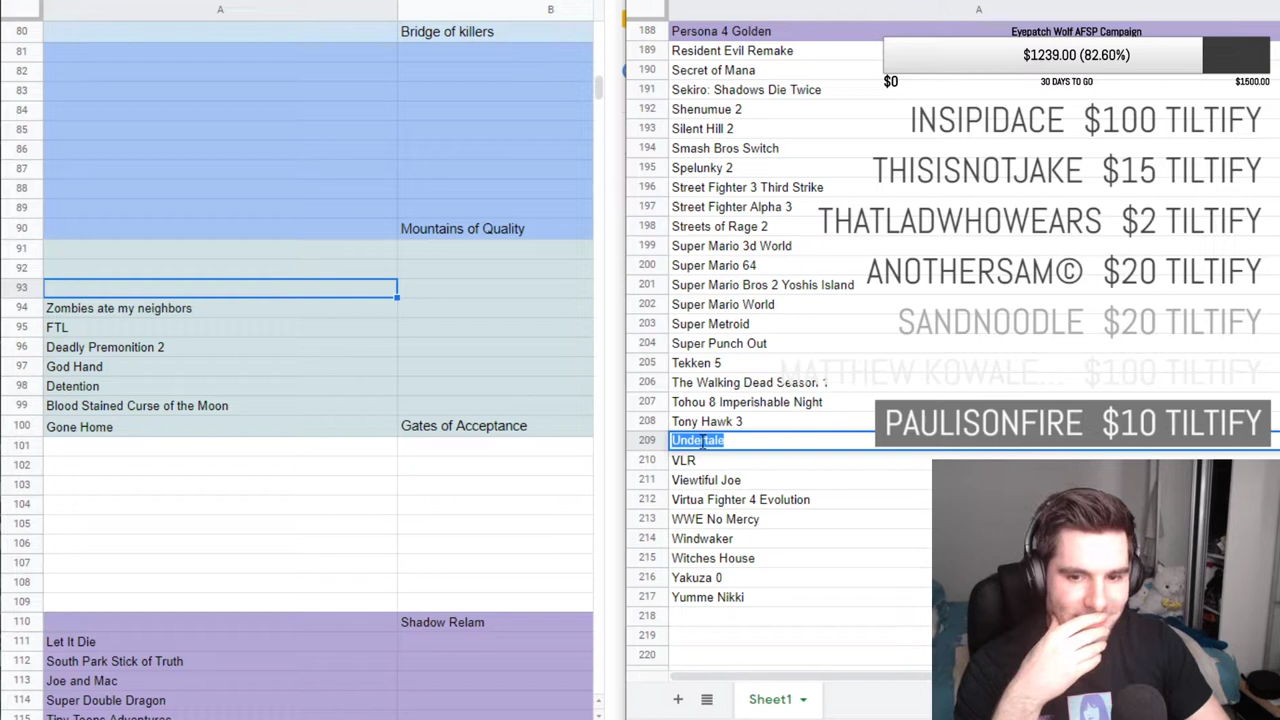 A
B
80 Bridge of killers
81
82
83
84
85
86
87
88
89
90 Mountains of Quality
91
92
93
94 Zombies ate my neighbors
95 FTL
96 Deadly Premonition 2
97 God Hand
98 Detention
99 Blood Stained Curse of the Moon
100 Gone Home Gates of Acceptance
101
102
103
104
105
106
107
108
109
110 Shadow Relam
111 Let It Die
112 South Park Stick of Truth
113 Joe and Mac
114 Super Double Dragon
115 Tiny Toons Adventures
A
188 Persona 4 Golden
189 Resident Evil Remake
190 Secret of Mana
191 Sekiro: Shadows Die Twice
192 Shenumue 2
193 Silent Hill 2
194 Smash Bros Switch
195 Spelunky 2
196 Street Fighter 3 Third Strike
197 Street Fighter Alpha 3
198 Streets of Rage 2
199 Super Mario 3d World
200 Super Mario 64
201 Super Mario Bros 2 Yoshis Island
202 Super Mario World
203 Super Metroid
204 Super Punch Out
205 Tekken 5
206 The Walking Dead Season 1
207 Tohou 8 Imperishable Night
208 Tony Hawk 3
209 Undertale
210 VLR
211 Viewtiful Joe
212 Virtua Fighter 4 Evolution
213 WWE No Mercy
214 Windwaker
215 Witches House
216 Yakuza 0
217 Yumme Nikki
218
219
220
Sheet1
Eyepatch Wolf AFSP Campaign
$1239.00 (82.60%)
$0 30 DAYS TO GO $1500.00
INSIPIDACE $100 TILTIFY
THISISNOTJAKE $15 TILTIFY
THATLADWHOWEARS $2 TILTIFY
ANOTHERSAM© $20 TILTIFY
SANDNOODLE $20 TILTIFY
MATTHEW KOWALE... $100 TILTIFY
PAULISONFIRE $10 TILTIFY